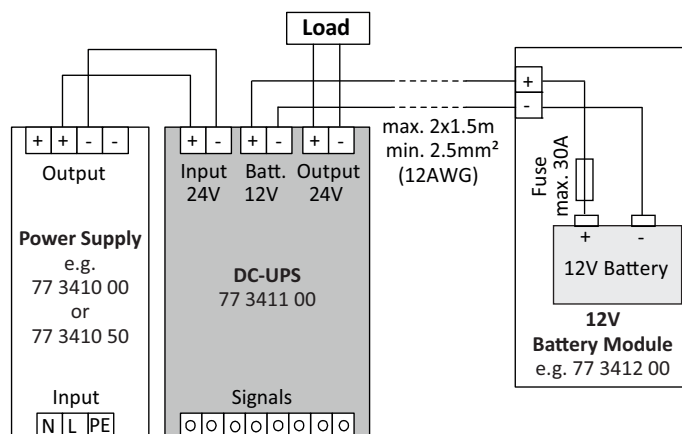 Load
+
-
max. 2x1.5m
min. 2.5mm²
(12AWG)
Fuse
max. 30A
+ + - -
Output
+ - + - + -
Input Batt. Output
24V 12V 24V
Power Supply
e.g.
77 3410 00
or
77 3410 50
DC-UPS
77 3411 00
+ -
12V Battery
12V
Battery Module
e.g. 77 3412 00
Input
N L PE
Signals